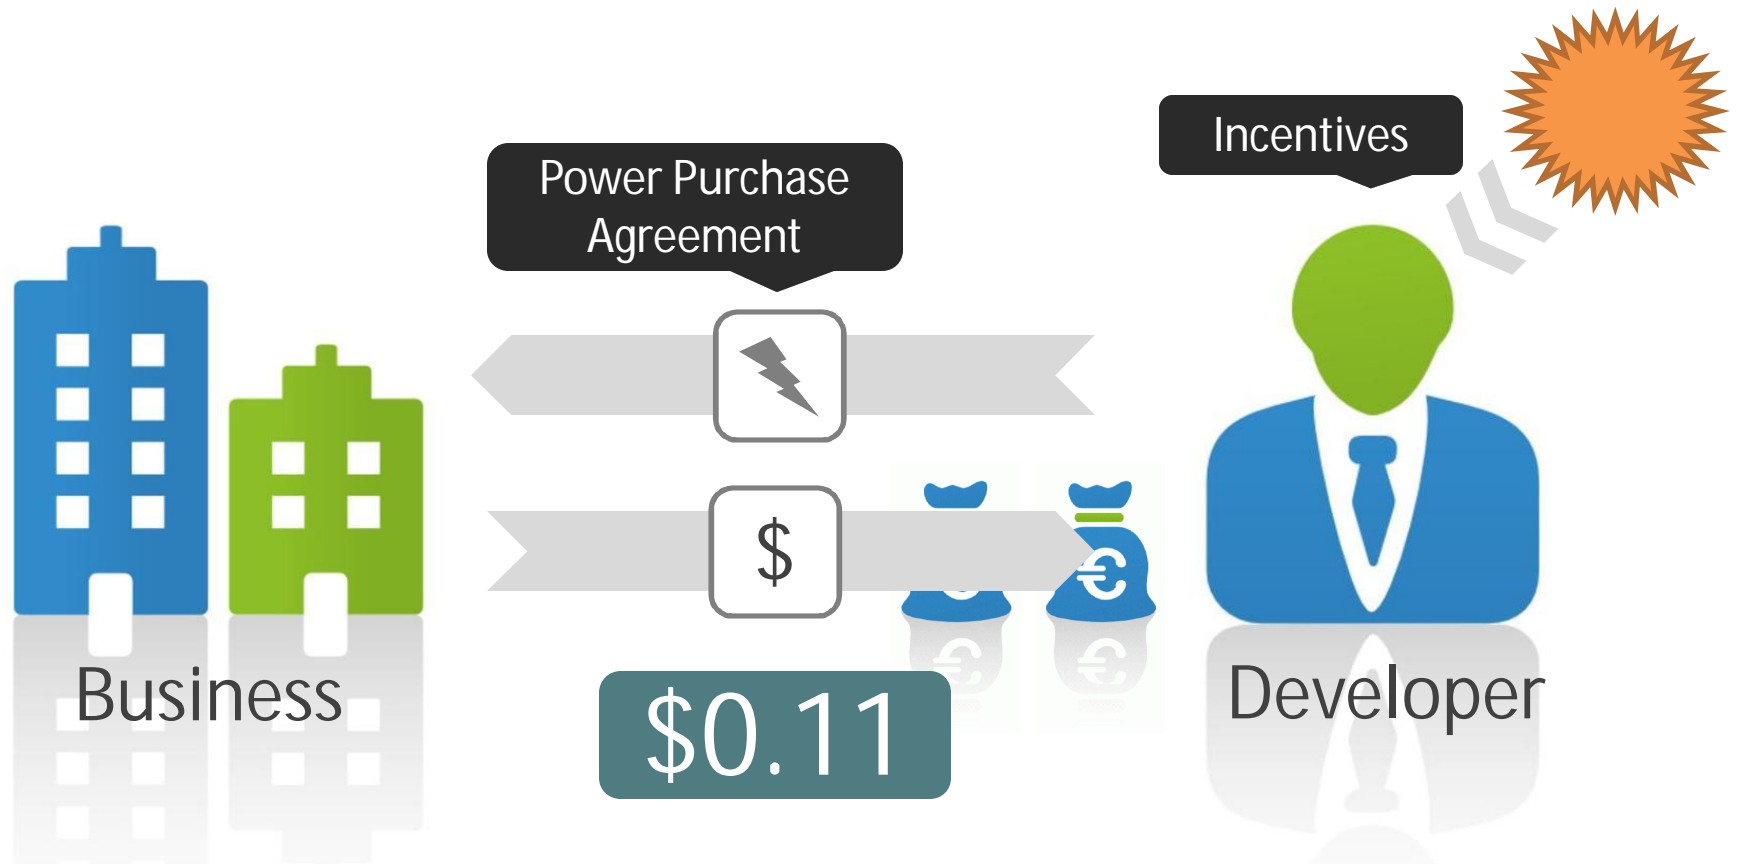 Incentives
Power Purchase
Agreement
$
€
€
Business
$0.11
Developer